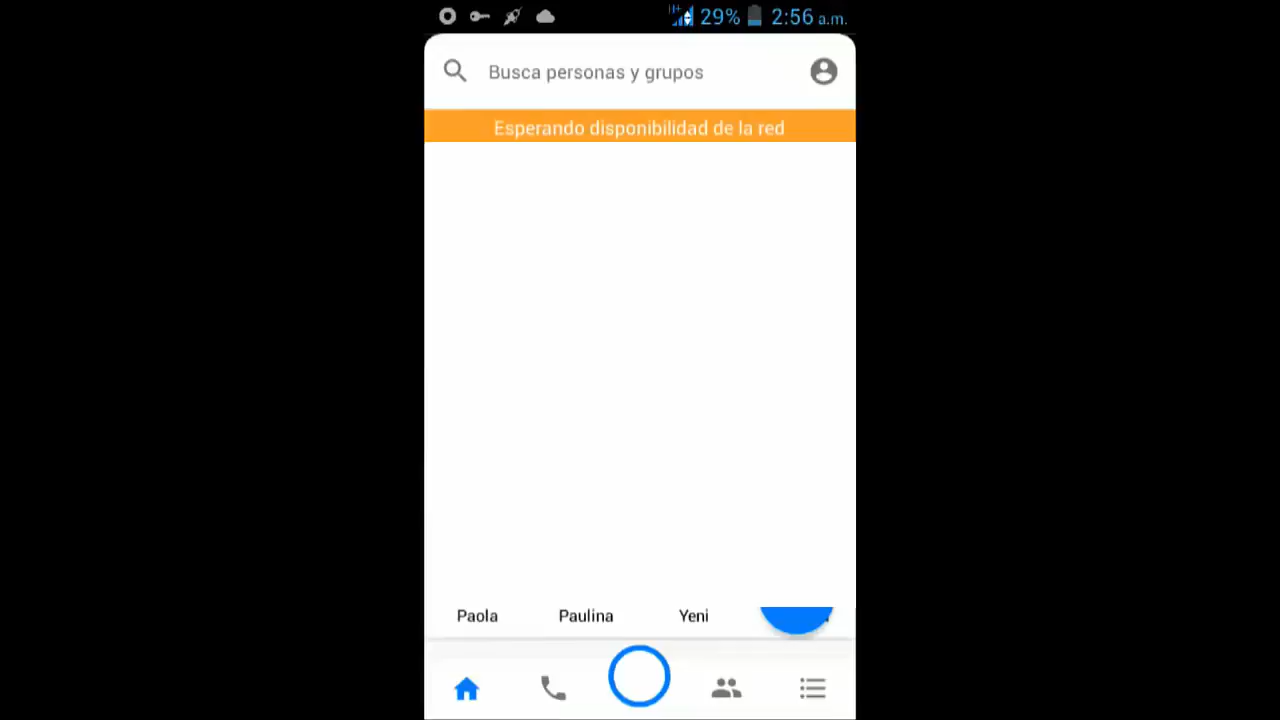 29% 2:56 a.m.
Busca personas y grupos
Esperando disponibilidad de la red
Paola Paulina Yeni